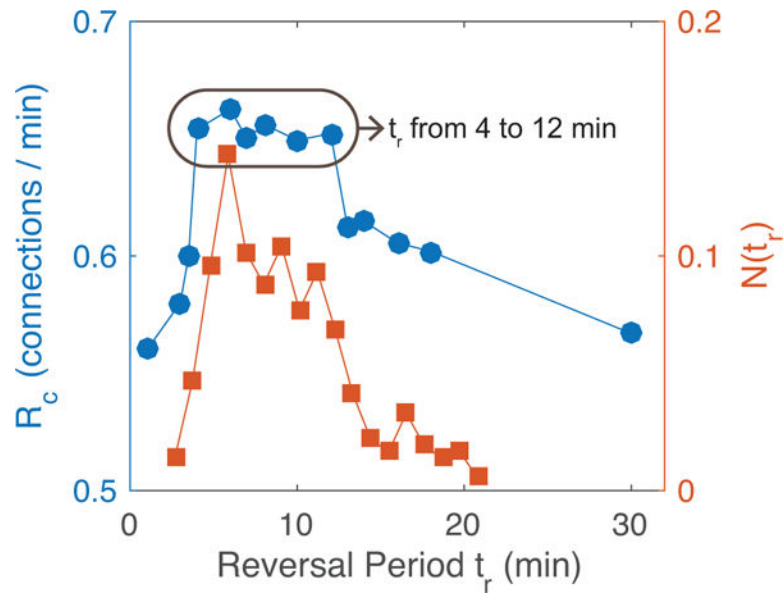 0.7
0.6
0.5
R_c (connections / min)
t_r from 4 to 12 min
0.2
0.1
0
N(t_r)
0
10
20
30
Reversal Period t_r (min)